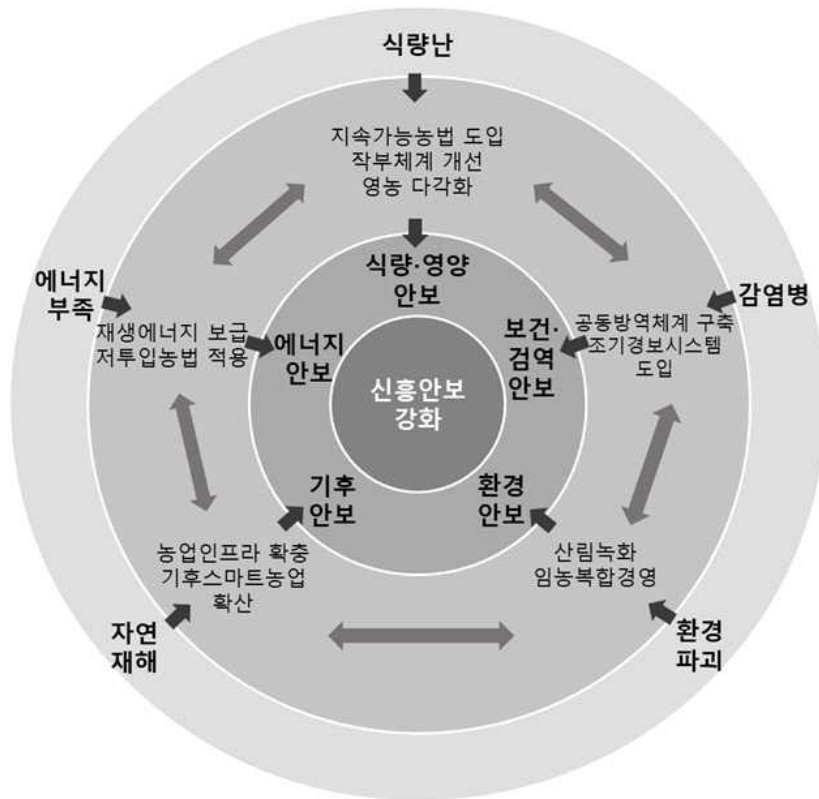 식량난
지속가능농법 도입
작부체계 개선
영농 다각화
식량·영양
안보
에너지
부족
재생에너지 보급
저투입농법 적용
에너지
안보
신흥안보
강화
보건·
검역
안보
공동방역체계 구축
조기경보시스템
도입
감염병
기후
안보
농업인프라 확충
기후스마트농업
확산
자연
재해
환경
안보
산림녹화
임농복합경영
환경
파괴